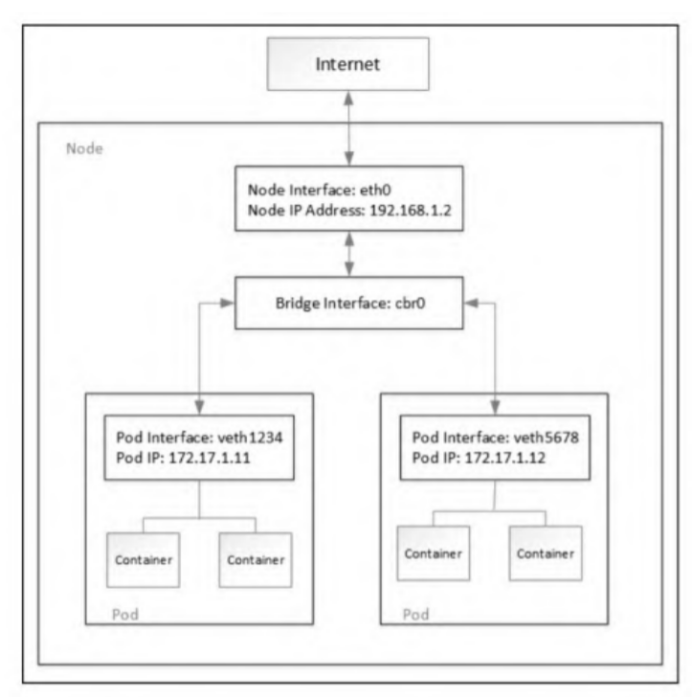 Internet
Node
Node Interface: eth0
Node IP Address: 192.168.1.2
Bridge Interface: cbr0
Pod Interface: veth1234
Pod IP: 172.17.1.11
Pod Interface: veth5678
Pod IP: 172.17.1.12
Container
Container
Container
Container
Pod
Pod